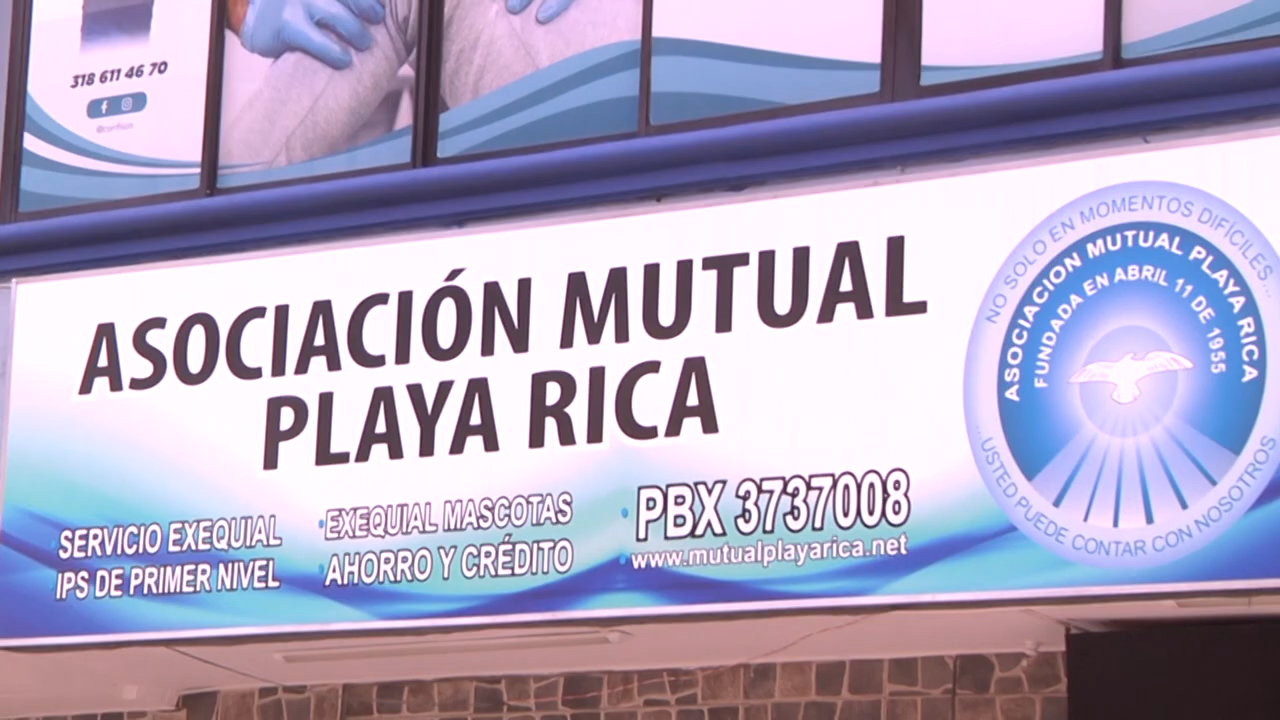 318 611 46 70
ASOCIACIÓN MUTUAL
PLAYA RICA
SERVICIO EXEQUIAL
IPS DE PRIMER NIVEL
·EXEQUIAL MASCOTAS
AHORRO Y CRÉDITO
·PBX 3737008
·www.mutualplayarica.net
NO SOLO EN MOMENTOS DIFÍCILES...
ASOCIACION MUTUAL PLAYA RICA
FUNDADA EN ABRIL 11 DE 1955
...USTED PUEDE CONTAR CON NOSOTROS